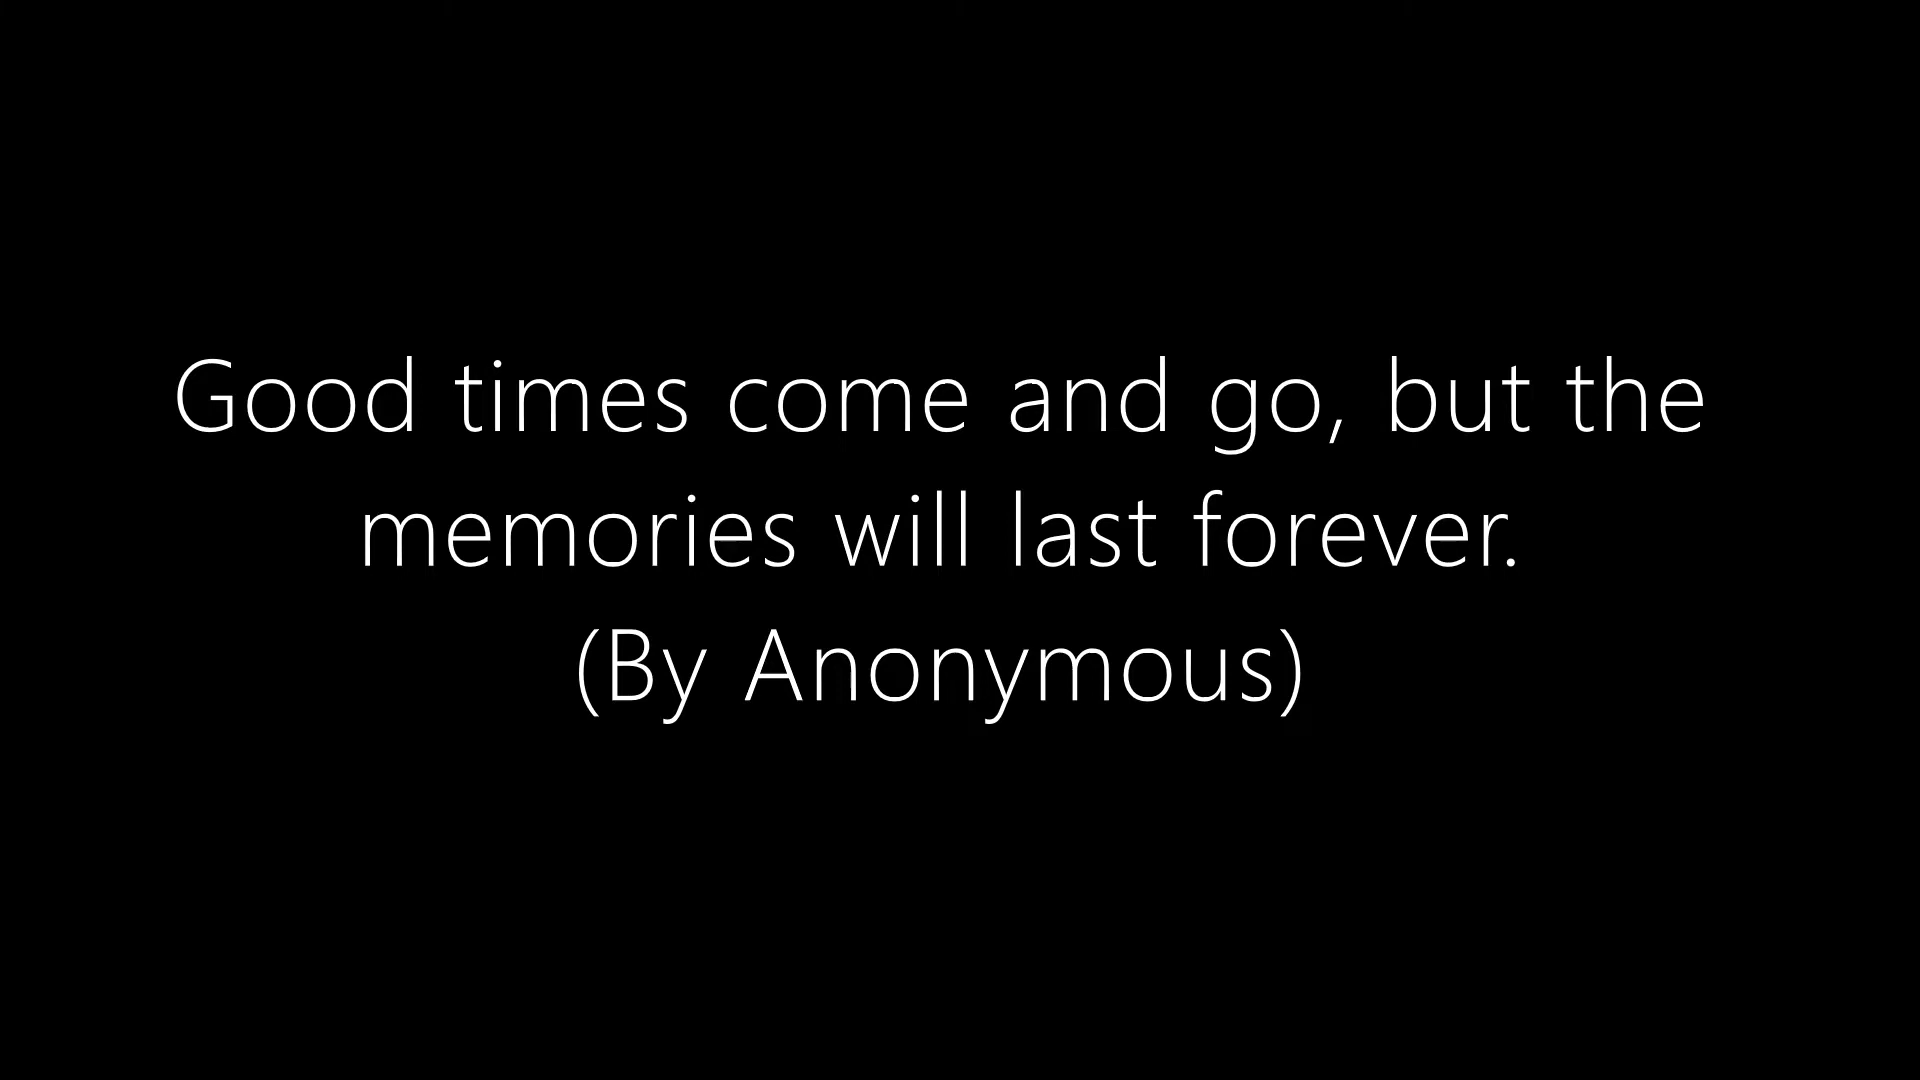 Good times come and go, but the
memories will last forever.
(By Anonymous)